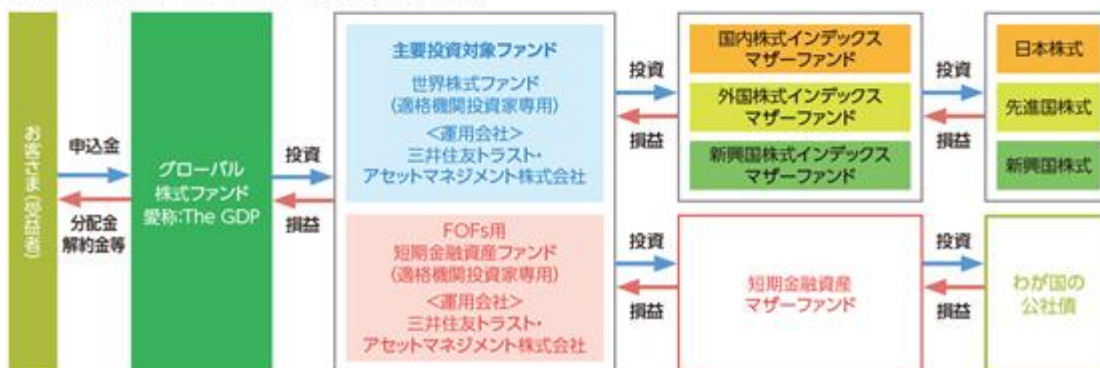 お客さま(受益者)
申込金
分配金
解約金等
グローバル
株式ファンド
愛称:The GDP
投資
損益
主要投資対象ファンド
世界株式ファンド
(適格機関投資家専用)
<運用会社>
三井住友トラスト・
アセットマネジメント株式会社
FOFs用
短期金融資産ファンド
(適格機関投資家専用)
<運用会社>
三井住友トラスト・
アセットマネジメント株式会社
投資
損益
国内株式インデックス
マザーファンド
外国株式インデックス
マザーファンド
新興国株式インデックス
マザーファンド
投資
損益
日本株式
先進国株式
新興国株式
投資
損益
短期金融資産
マザーファンド
投資
損益
わが国の
公社債